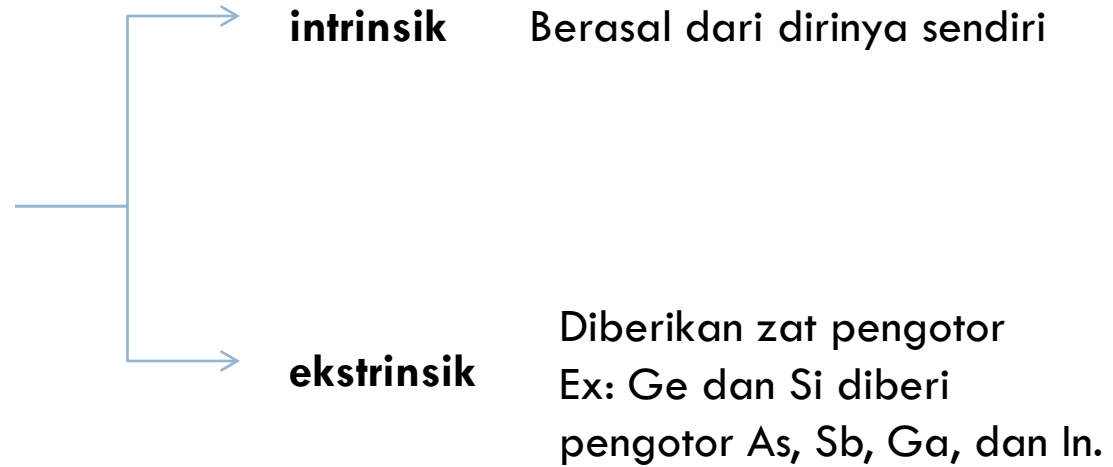 intrinsik Berasal dari dirinya sendiri
ekstrinsik
Diberikan zat pengotor
Ex: Ge dan Si diberi
pengotor As, Sb, Ga, dan In.